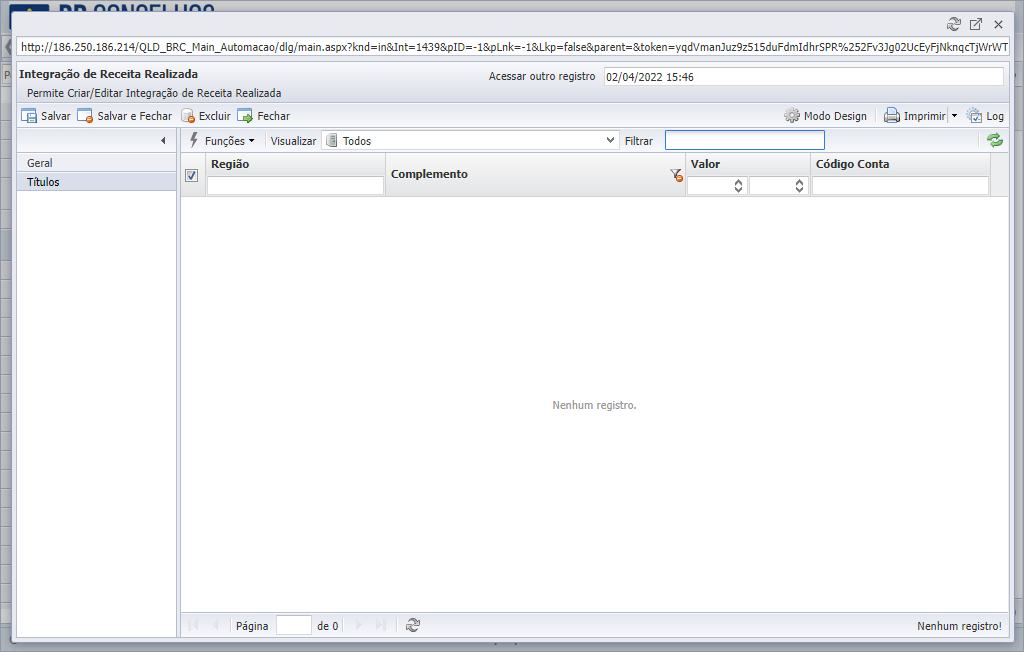 http://186.250.186.214/QLD_BRC_Main_Automacao/dlg/main.aspx?knd=in&Int=1439&pID=-1&pLnk=-1&Lkp=false&parent=&token=yqdVmanJuz9z515duFdmIdhrSPR%252Fv3Jg02UcEyFjNknqcTjWrWT
Integração de Receita Realizada
Acessar outro registro 02/04/2022 15:46
Permite Criar/Editar Integração de Receita Realizada
Salvar Salvar e Fechar Excluir Fechar Modo Design Imprimir Log
Funções Visualizar Todos Filtrar
Geral
Títulos
Região Complemento Valor Código Conta
Nenhum registro.
Página de 0 Nenhum registro!